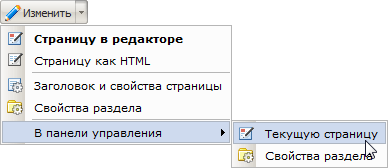 Изменить
Страницу в редакторе
Страницу как HTML
Заголовок и свойства страницы
Свойства раздела
В панели управления
Текущую страницу
Свойства раздела